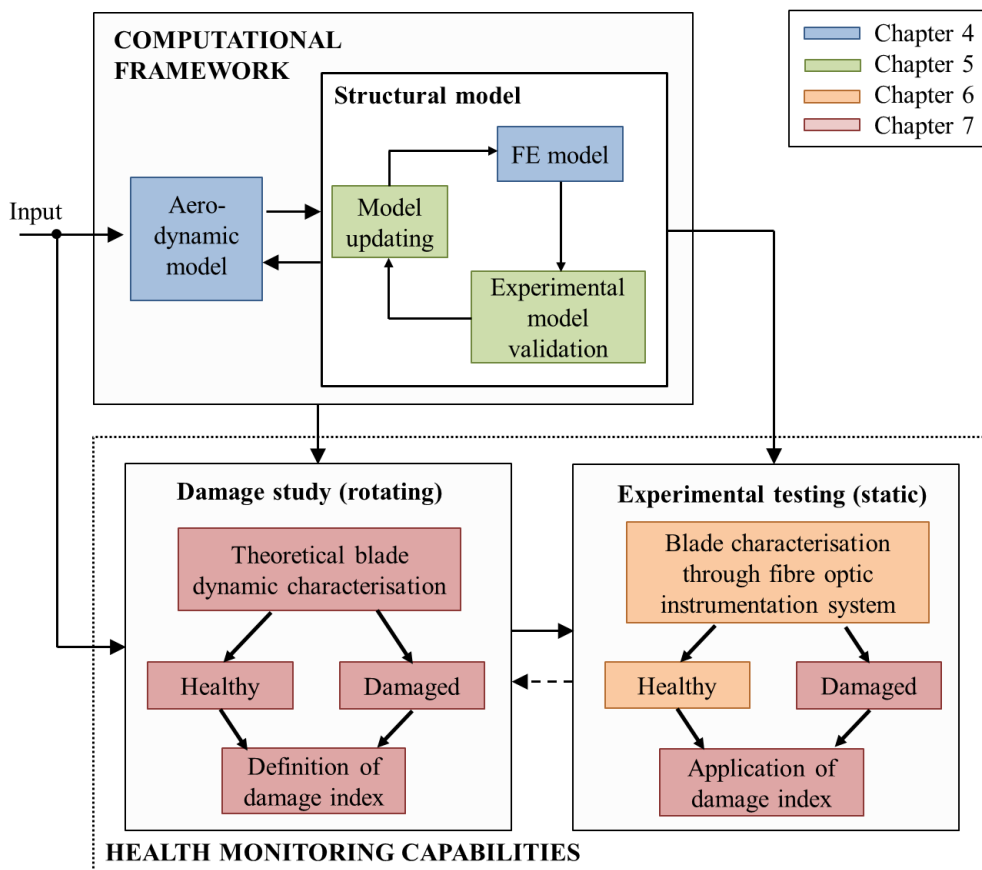 COMPUTATIONAL
FRAMEWORK
Chapter 4
Chapter 5
Chapter 6
Chapter 7
Structural model
FE model
Input
Aero-
dynamic
model
Model
updating
Experimental
model
validation
Damage study (rotating)
Theoretical blade
dynamic characterisation
Healthy
Damaged
Definition of
damage index
Experimental testing (static)
Blade characterisation
through fibre optic
instrumentation system
Healthy
Damaged
Application of
damage index
HEALTH MONITORING CAPABILITIES